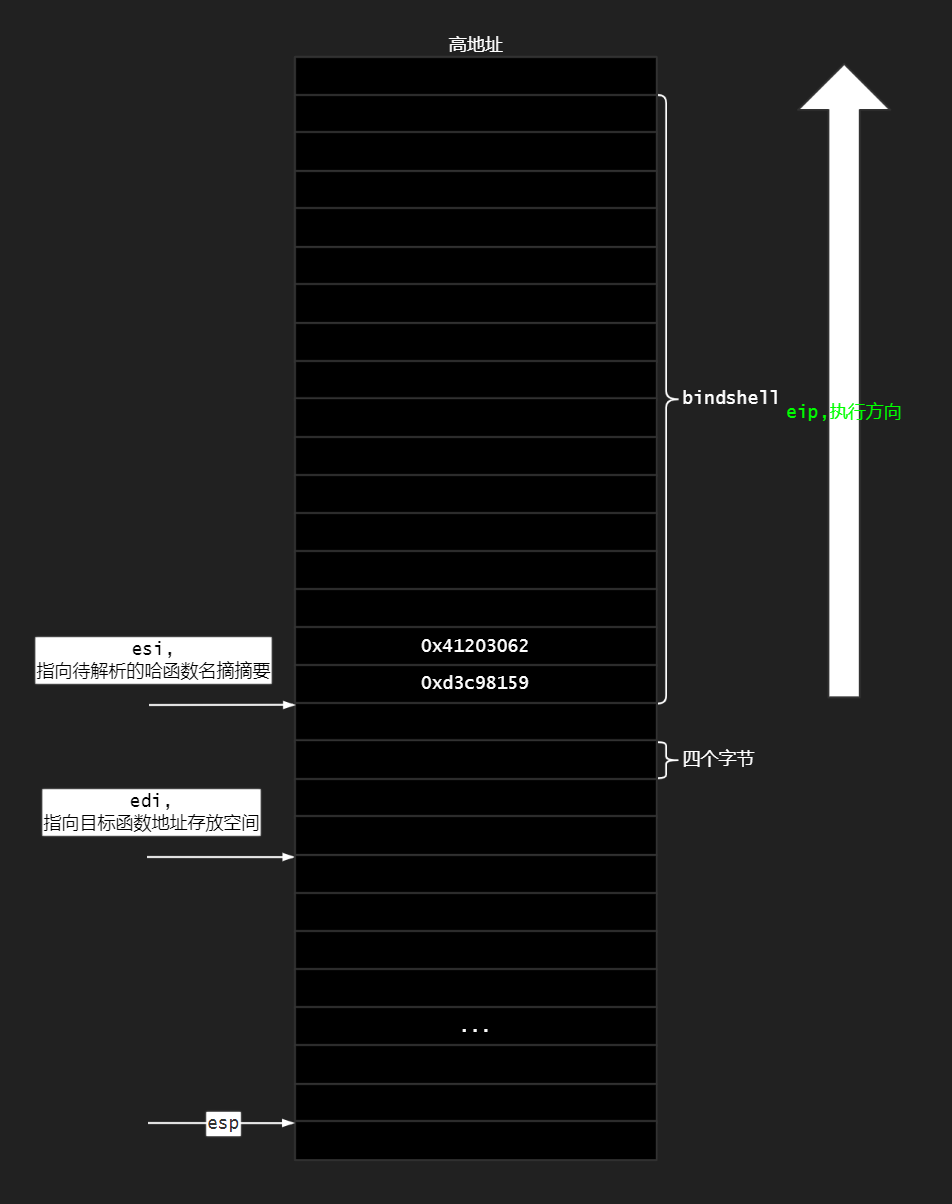 高地址
bindshell
eip,执行方向
esi,
指向待解析的哈函数名摘摘要
0x41203062
0xd3c98159
四个字节
edi,
指向目标函数地址存放空间
...
esp